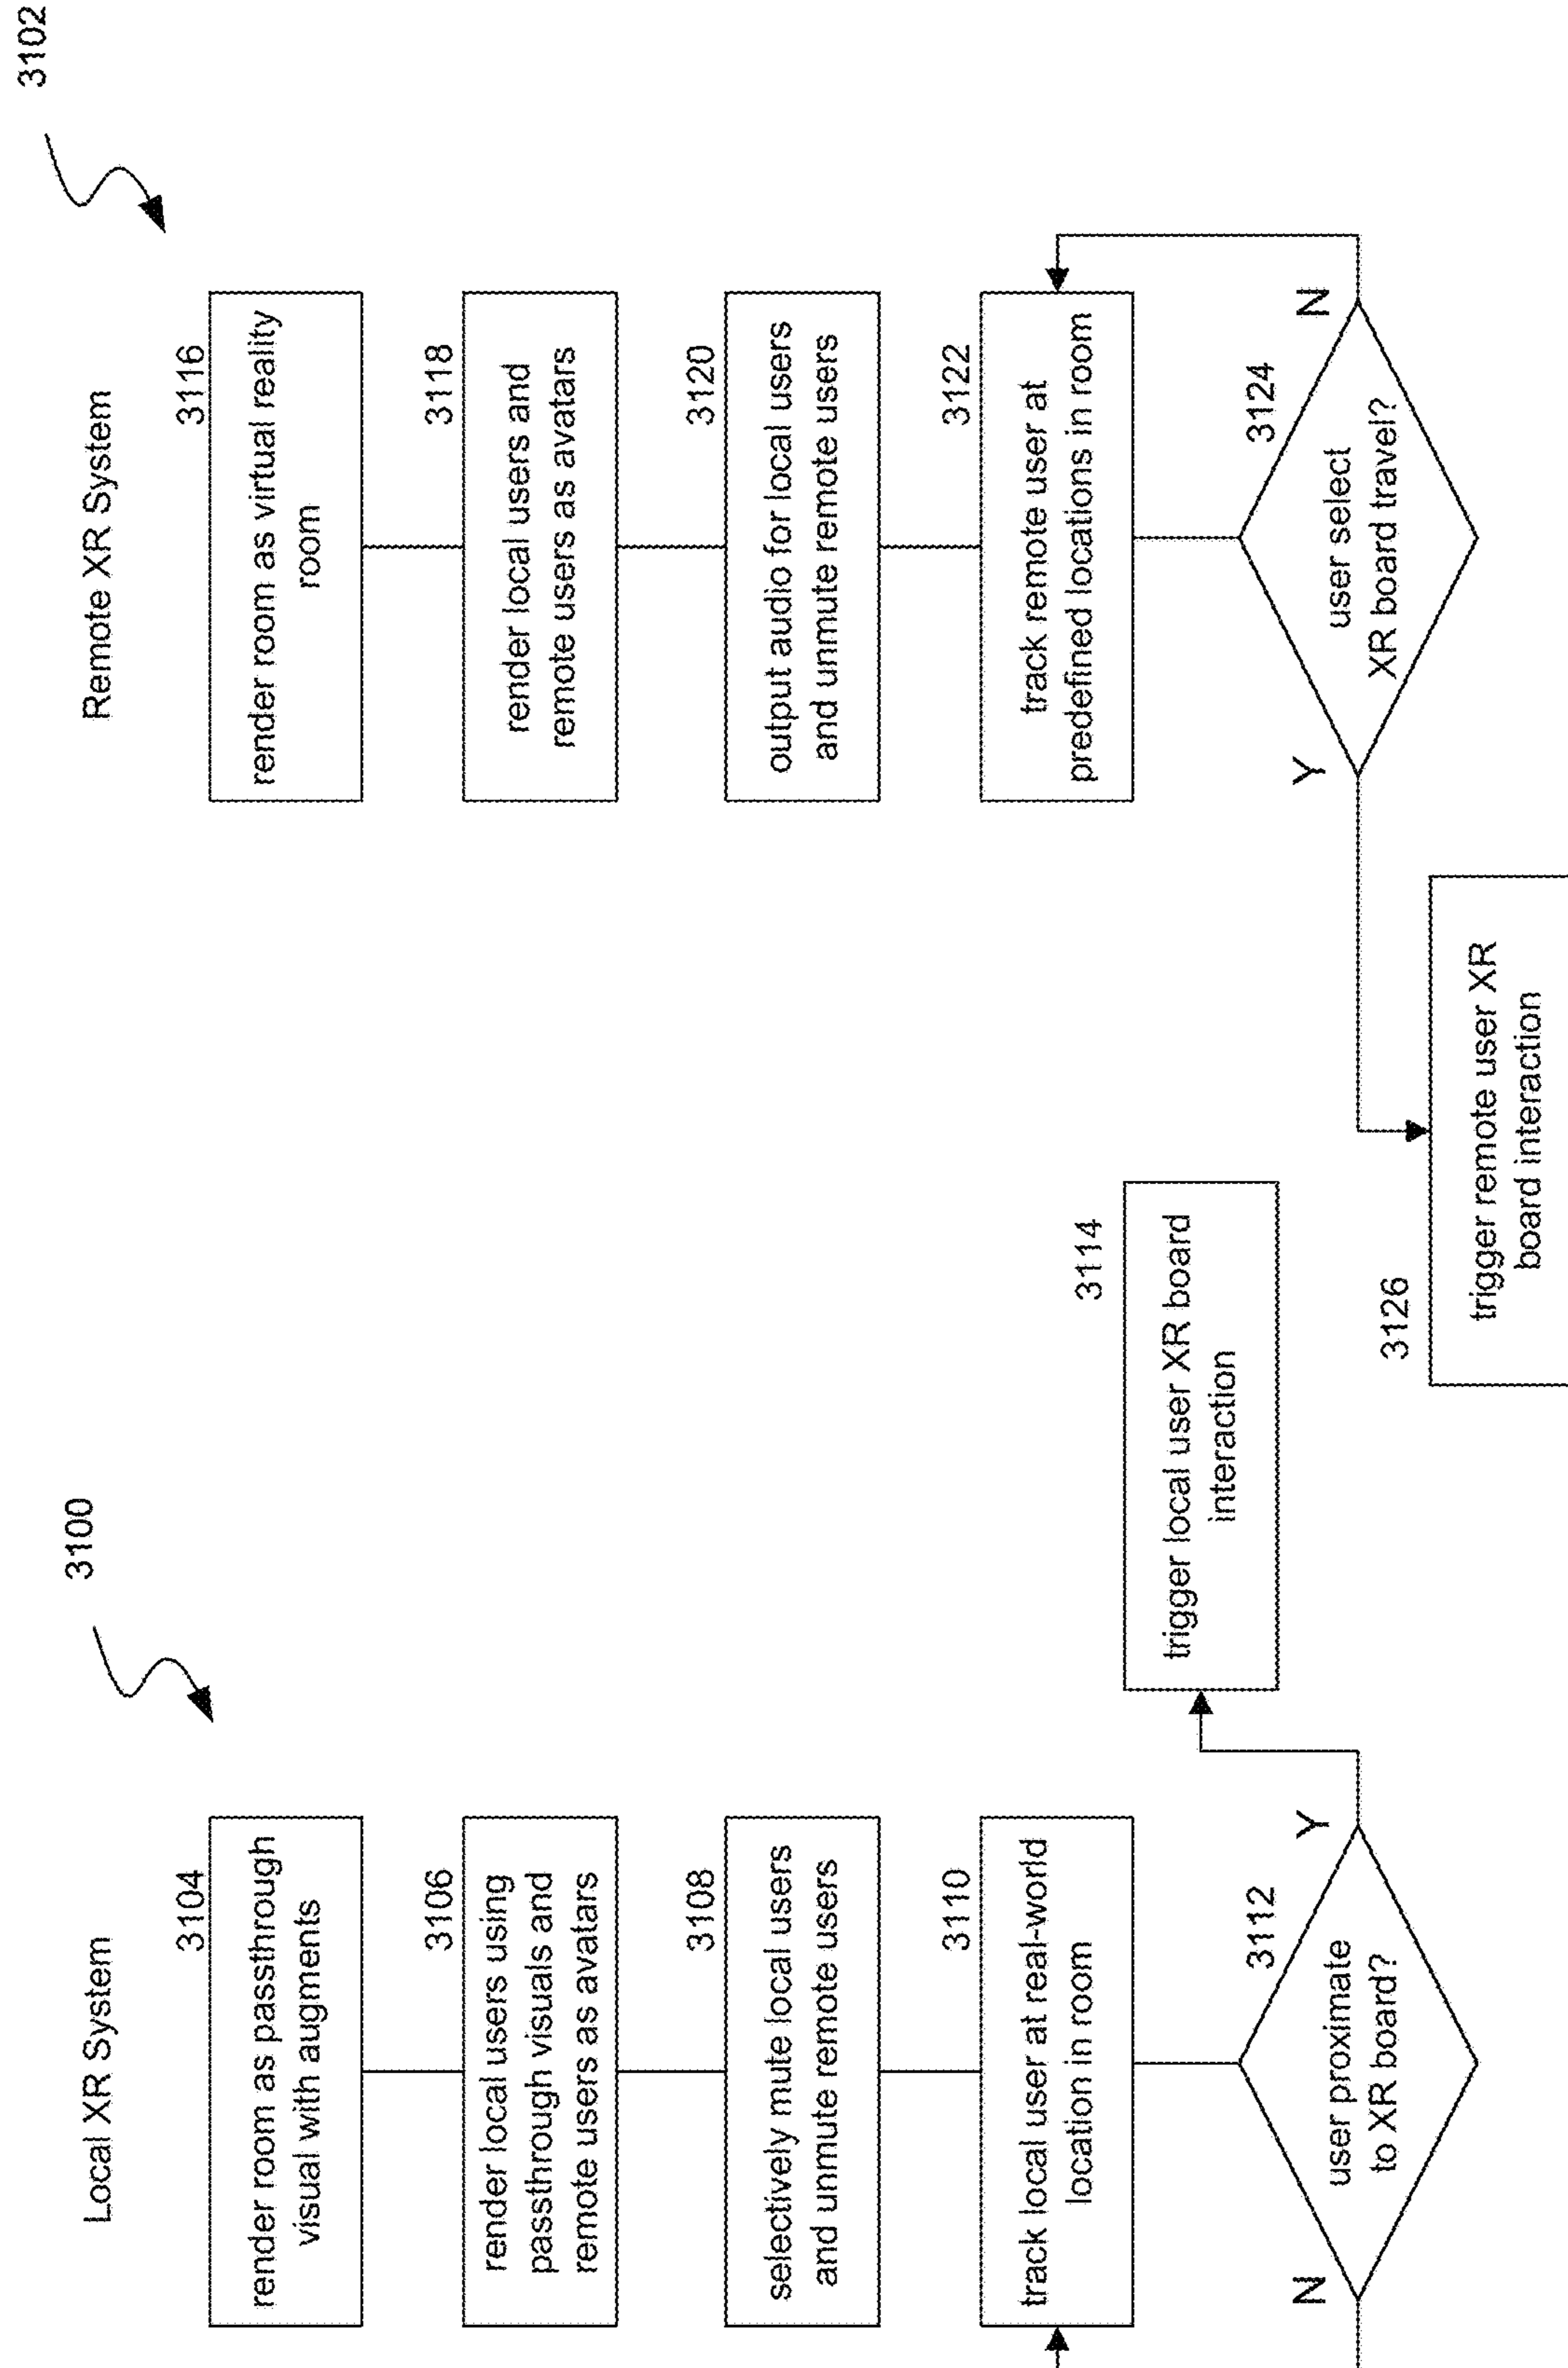 Local XR System
3100
3104
render room as passthrough
visual with augments
3106
render local users using
passthrough visuals and
remote users as avatars
3108
selectively mute local users
and unmute remote users
3110
track local user at real-world
location in room
3112
user proximate
to XR board?
N
Y
3114
trigger local user XR board
interaction
Remote XR System
3102
3116
render room as virtual reality
room
3118
render local users and
remote users as avatars
3120
output audio for local users
and unmute remote users
3122
track remote user at
predefined locations in room
3124
user select
XR board travel?
Y
N
3126
trigger remote user XR
board interaction